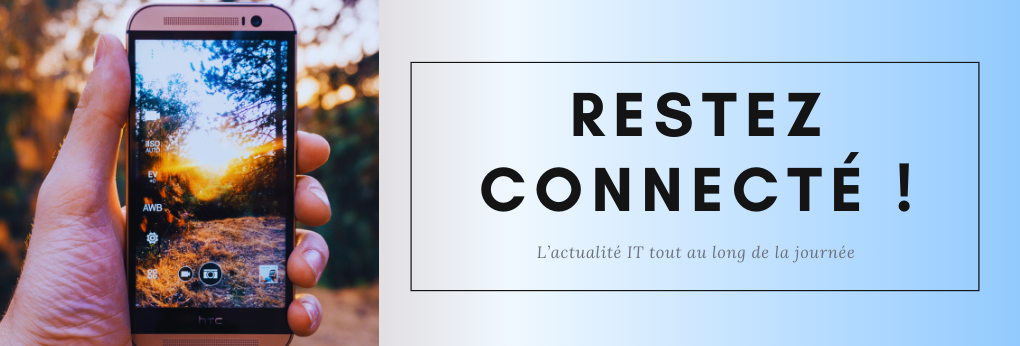 ISO
AUTO
EV
AWB
hTC
RESTEZ
CONNECTÉ !
L'actualité IT tout au long de la journée